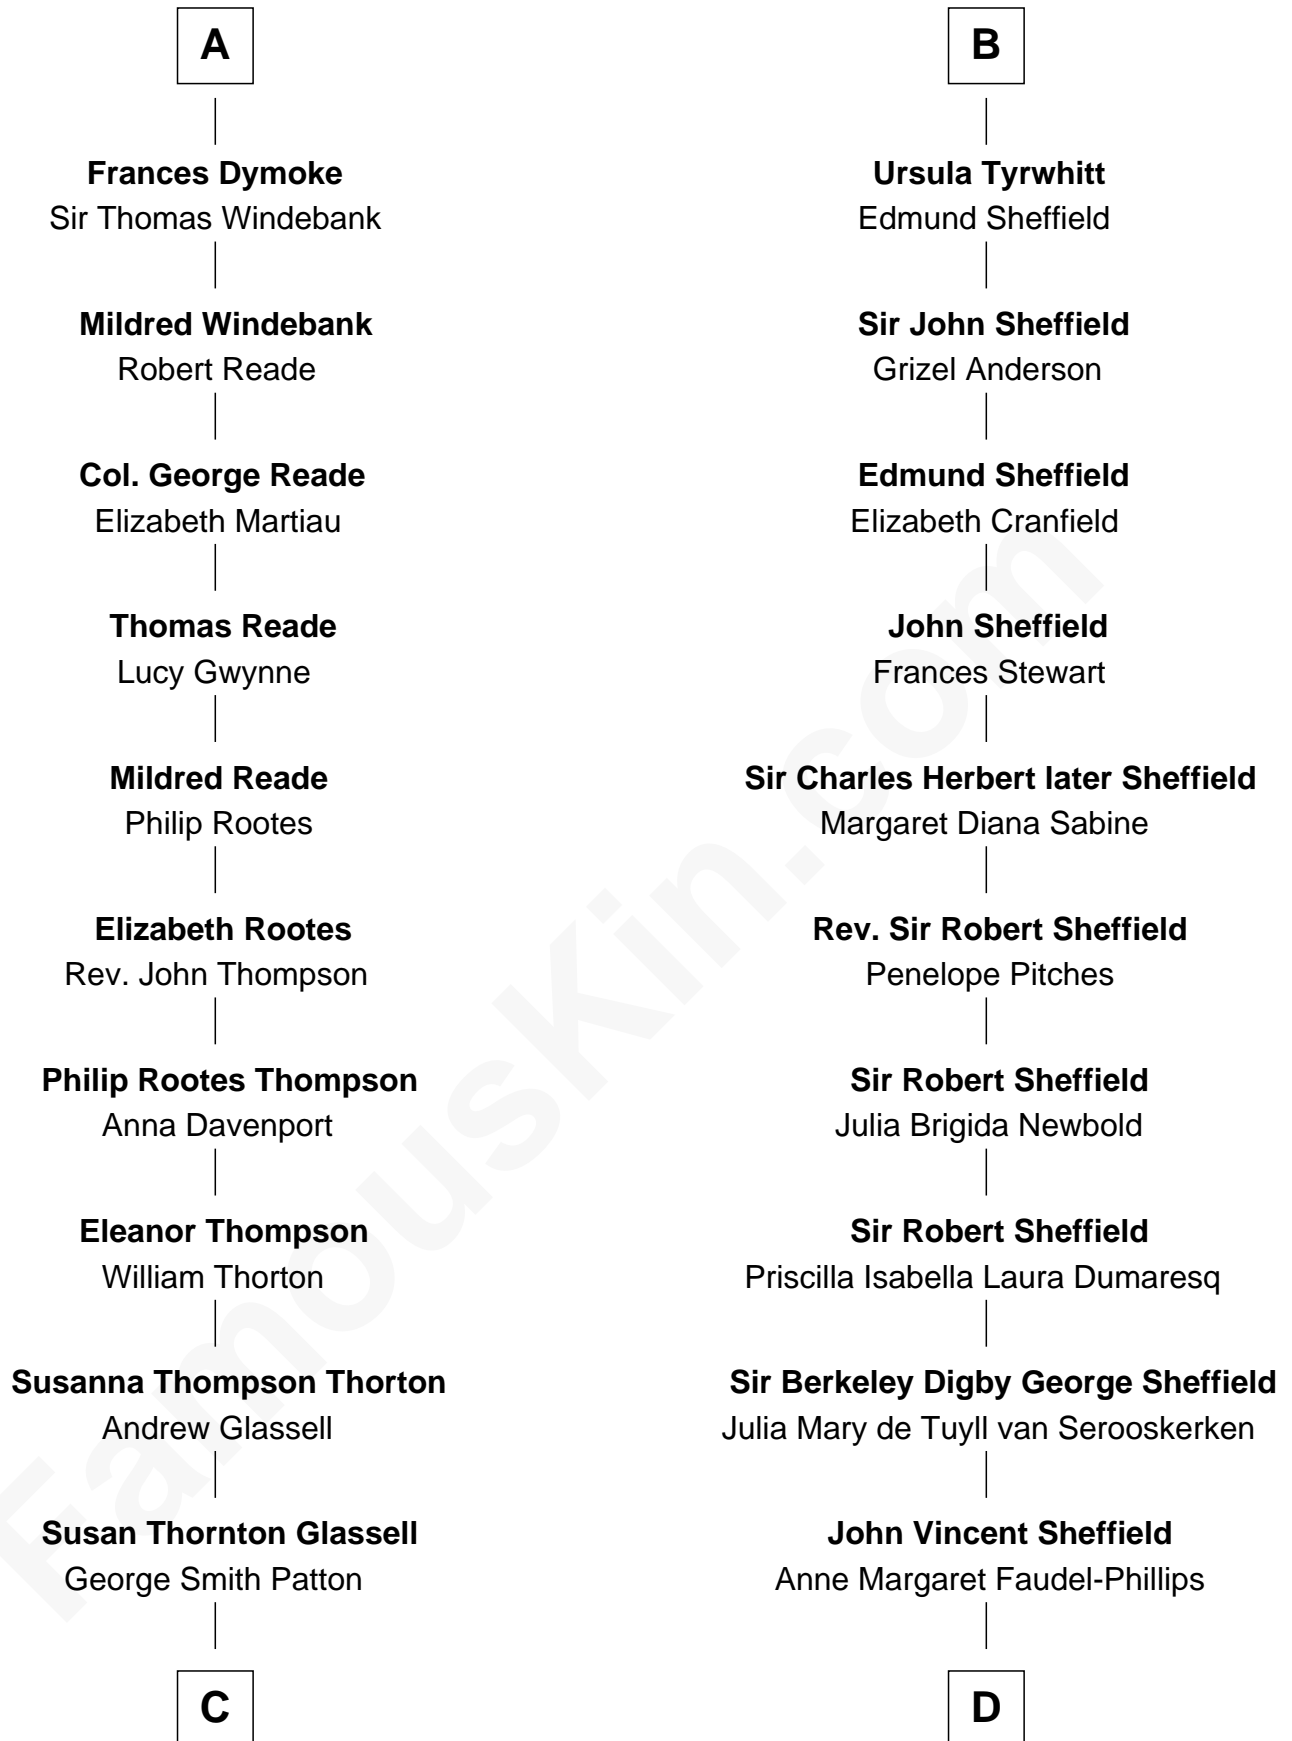 A
Frances Dymoke
Sir Thomas Windebank
Mildred Windebank
Robert Reade
Col. George Reade
Elizabeth Martiau
Thomas Reade
Lucy Gwynne
Mildred Reade
Philip Rootes
Elizabeth Rootes
Rev. John Thompson
Philip Rootes Thompson
Anna Davenport
Eleanor Thompson
William Thorton
Susanna Thompson Thorton
Andrew Glassell
Susan Thornton Glassell
George Smith Patton
C
B
Ursula Tyrwhitt
Edmund Sheffield
Sir John Sheffield
Grizel Anderson
Edmund Sheffield
Elizabeth Cranfield
John Sheffield
Frances Stewart
Sir Charles Herbert later Sheffield
Margaret Diana Sabine
Rev. Sir Robert Sheffield
Penelope Pitches
Sir Robert Sheffield
Julia Brigida Newbold
Sir Robert Sheffield
Priscilla Isabella Laura Dumaresq
Sir Berkeley Digby George Sheffield
Julia Mary de Tuyll van Serooskerken
John Vincent Sheffield
Anne Margaret Faudel-Phillips
D
FamousKin.com